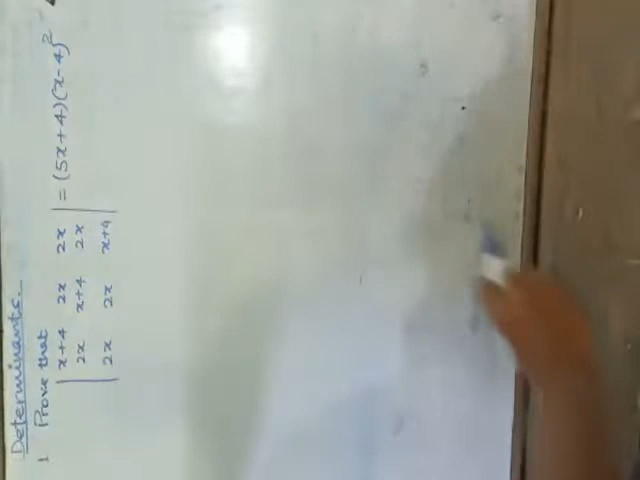 Determinants.
1 Prove that
| x+4 2x 2x |
| 2x x+4 2x | = (5x+4)(x-4)²
| 2x 2x x+4 |